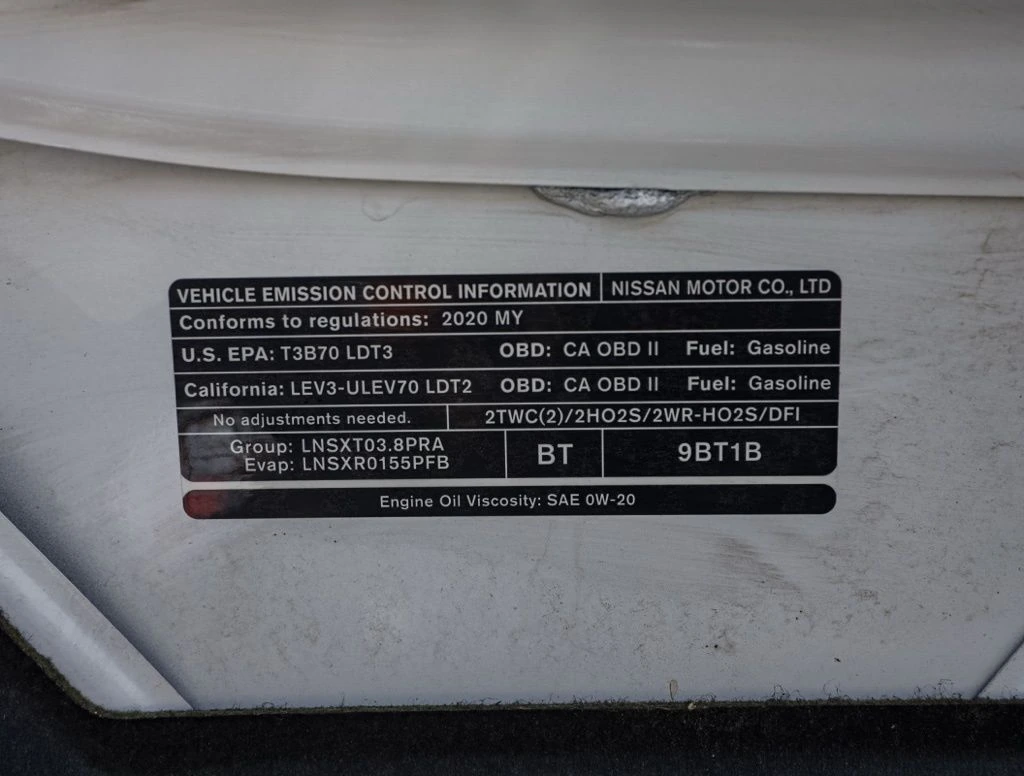 VEHICLE EMISSION CONTROL INFORMATION NISSAN MOTOR CO., LTD
Conforms to regulations: 2020 MY
U.S. EPA: T3B70 LDT3 OBD: CA OBD II Fuel: Gasoline
California: LEV3-ULEV70 LDT2 OBD: CA OBD II Fuel: Gasoline
No adjustments needed. 2TWC(2)/2HO2S/2WR-HO2S/DFI
Group: LNSXT03.8PRA
Evap: LNSXR0155PFB
BT 9BT1B
Engine Oil Viscosity: SAE 0W-20